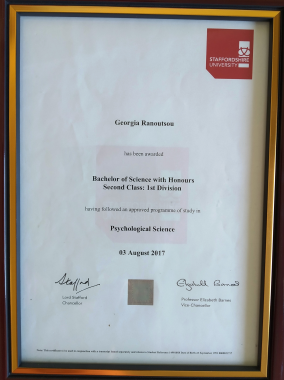 STAFFORDSHIRE
UNIVERSITY
Georgia Ranoutsou
has been awarded
Bachelor of Science with Honours
Second Class: 1st Division
having followed an approved programme of study in
Psychological Science
03 August 2017
Lord Stafford
Chancellor
Professor Elizabeth Barnes
Vice Chancellor